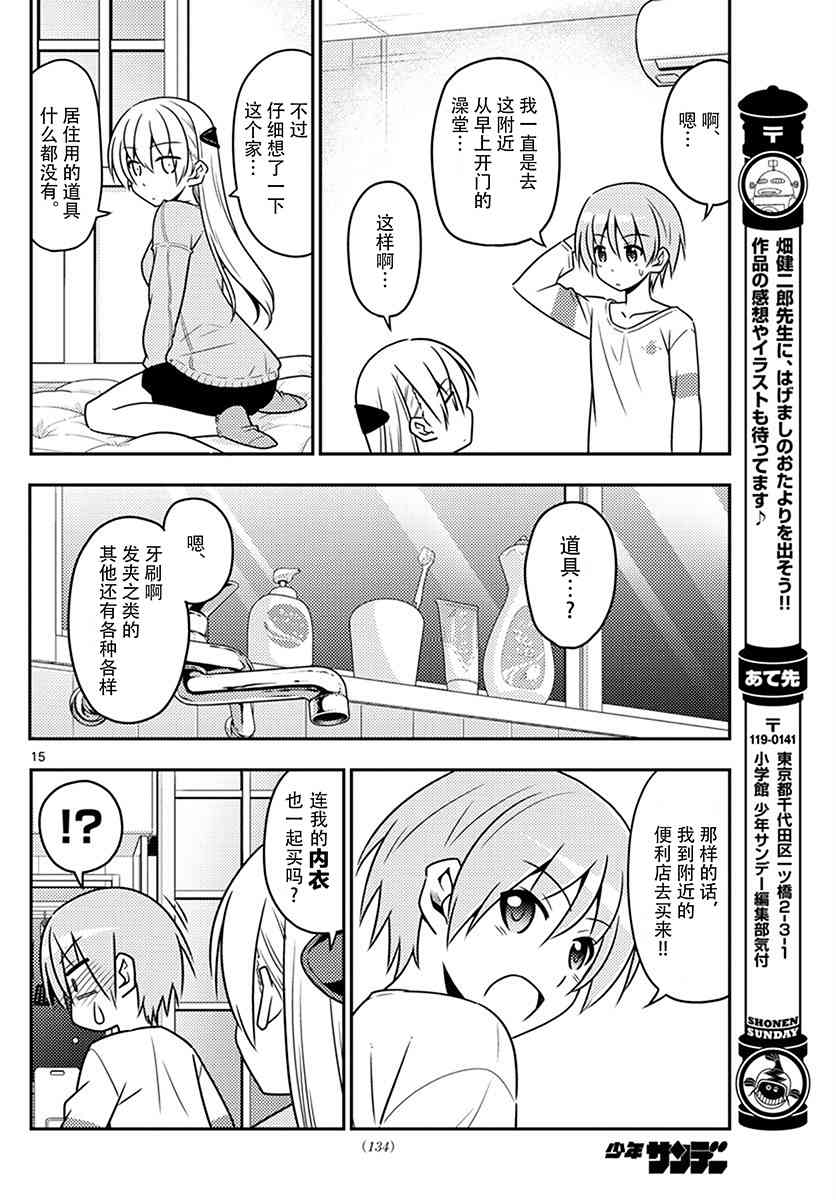 啊、
嗯…
我一直是去
这附近
从早上开门的
澡堂…
这样啊…
不过
仔细想了一下
这个家…
居住用的道具
什么都没有。
道具…?
嗯、
牙刷啊
发夹之类的
其他还有各种各样
15
那样的话，
我到附近的
便利店去买来!!
连我的内衣
也一起买吗?
!?
〒
畑健二郎先生に、はげましのおたよりを出そう!!
作品の感想やイラストも待ってます♪
あて先
〒
119-0141
東京都千代田区一ツ橋2-3-1
小学館 少年サンデー編集部気付
SHONEN
SUNDAY
(134)
少年サンデー